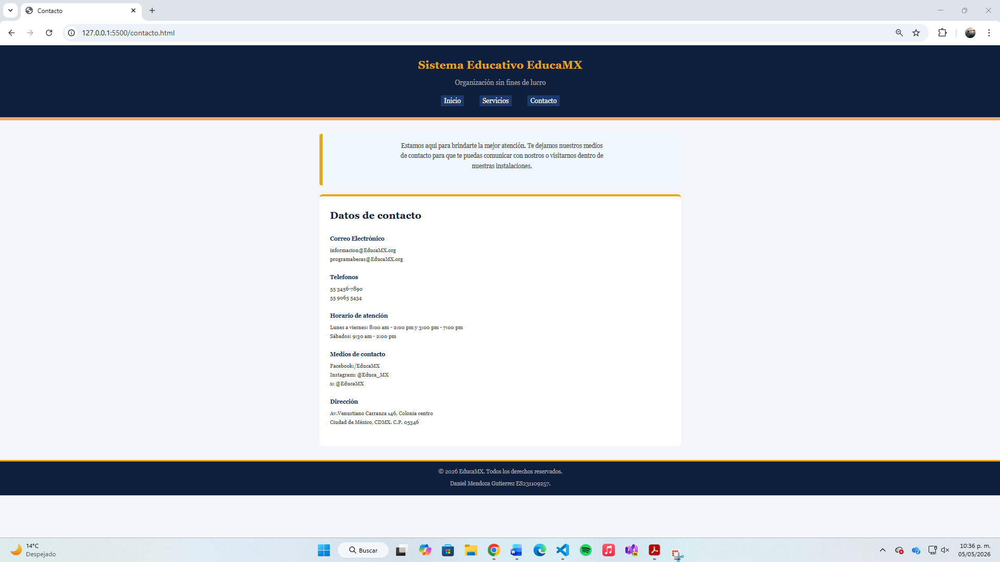 Contacto
127.0.0.1:5500/contacto.html
Sistema Educativo EducaMX
Organización sin fines de lucro
Inicio Servicios Contacto
Estamos aqui para brindarte la mejor atención. Te dejamos nuestros medios
de contacto para que te puedas comunicar con nostros o visitarnos dentro de
nuestras instalaciones.
Datos de contacto
Correo Electrónico
informacion@EducaMX.org
programabecas@EducaMX.org
Telefonos
55 3456-7890
55 9065 5434
Horario de atención
Lunes a viernes: 8:00 am - 2:00 pm y 3:00 pm - 7:00 pm
Sábados: 9:30 am - 2:00 pm
Medios de contacto
Facebook:/EducaMX
Instagram: @Educa_MX
x: @EducaMX
Dirección
Av.Venustiano Carranza 146, Colonia centro
Ciudad de México, CDMX. C.P. 05346
© 2026 EducaMX. Todos los derechos reservados.
Daniel Mendoza Gutierrez ES231109257.
14°C
Despejado
Buscar
10:36 p. m.
05/05/2026